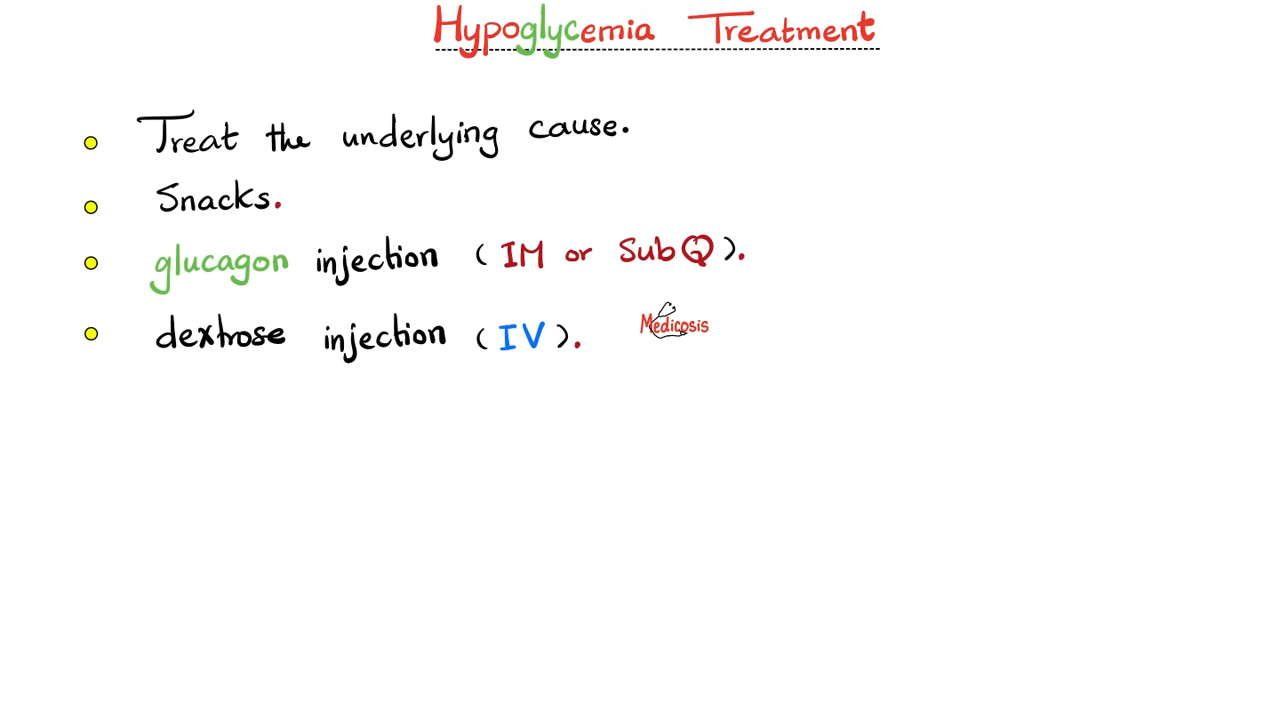 Hypoglycemia Treatment
Treat the underlying cause.
Snacks.
glucagon injection (IM or SubQ).
dextrose injection (IV).
Medicosis